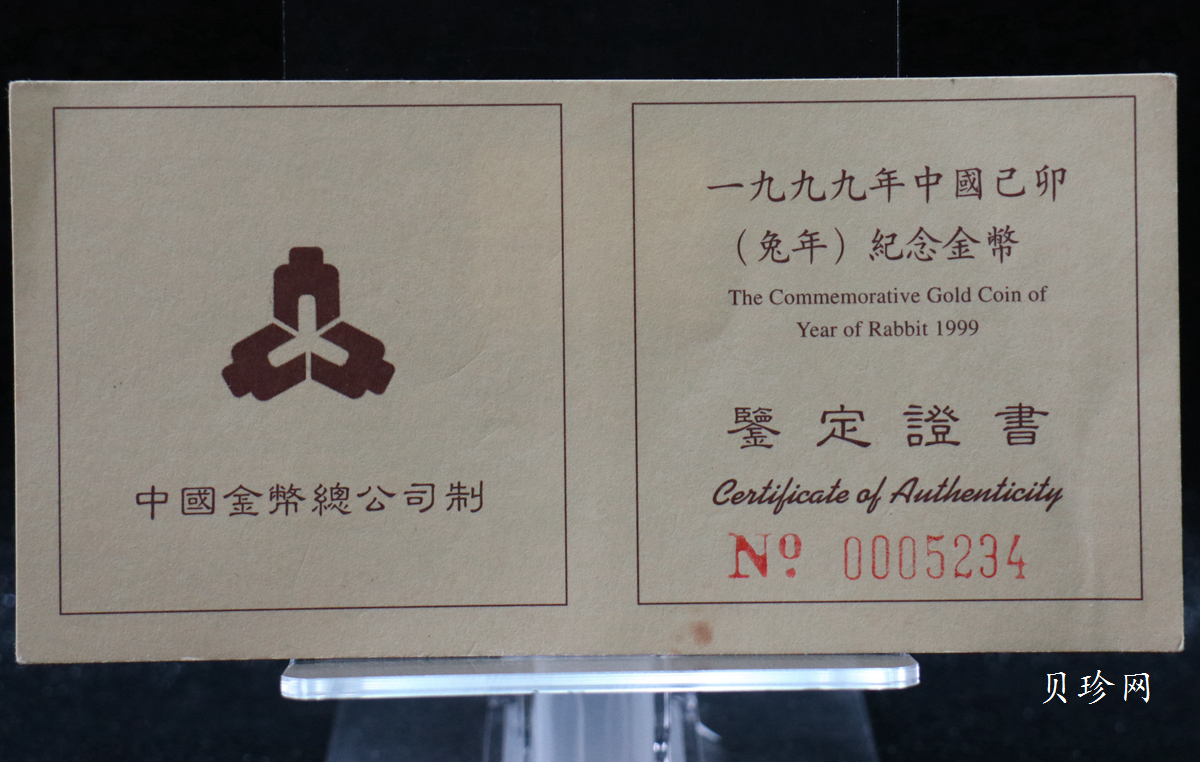 中國金幣總公司制
一九九九年中國己卯
（兔年）紀念金幣
The Commemorative Gold Coin of
Year of Rabbit 1999
鑒定證書
Certificate of Authenticity
Nº 0005234
贝珍网